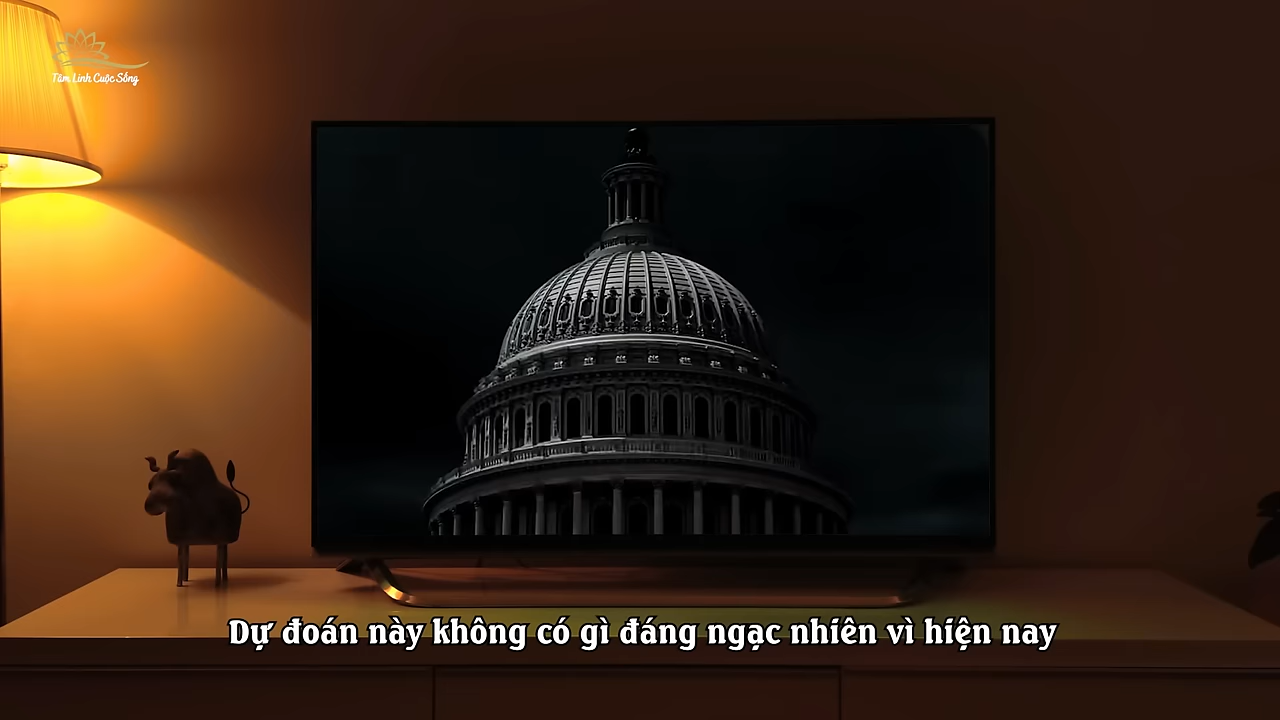 Tâm Linh Cuộc Sống
Dự đoán này không có gì đáng ngạc nhiên vì hiện nay